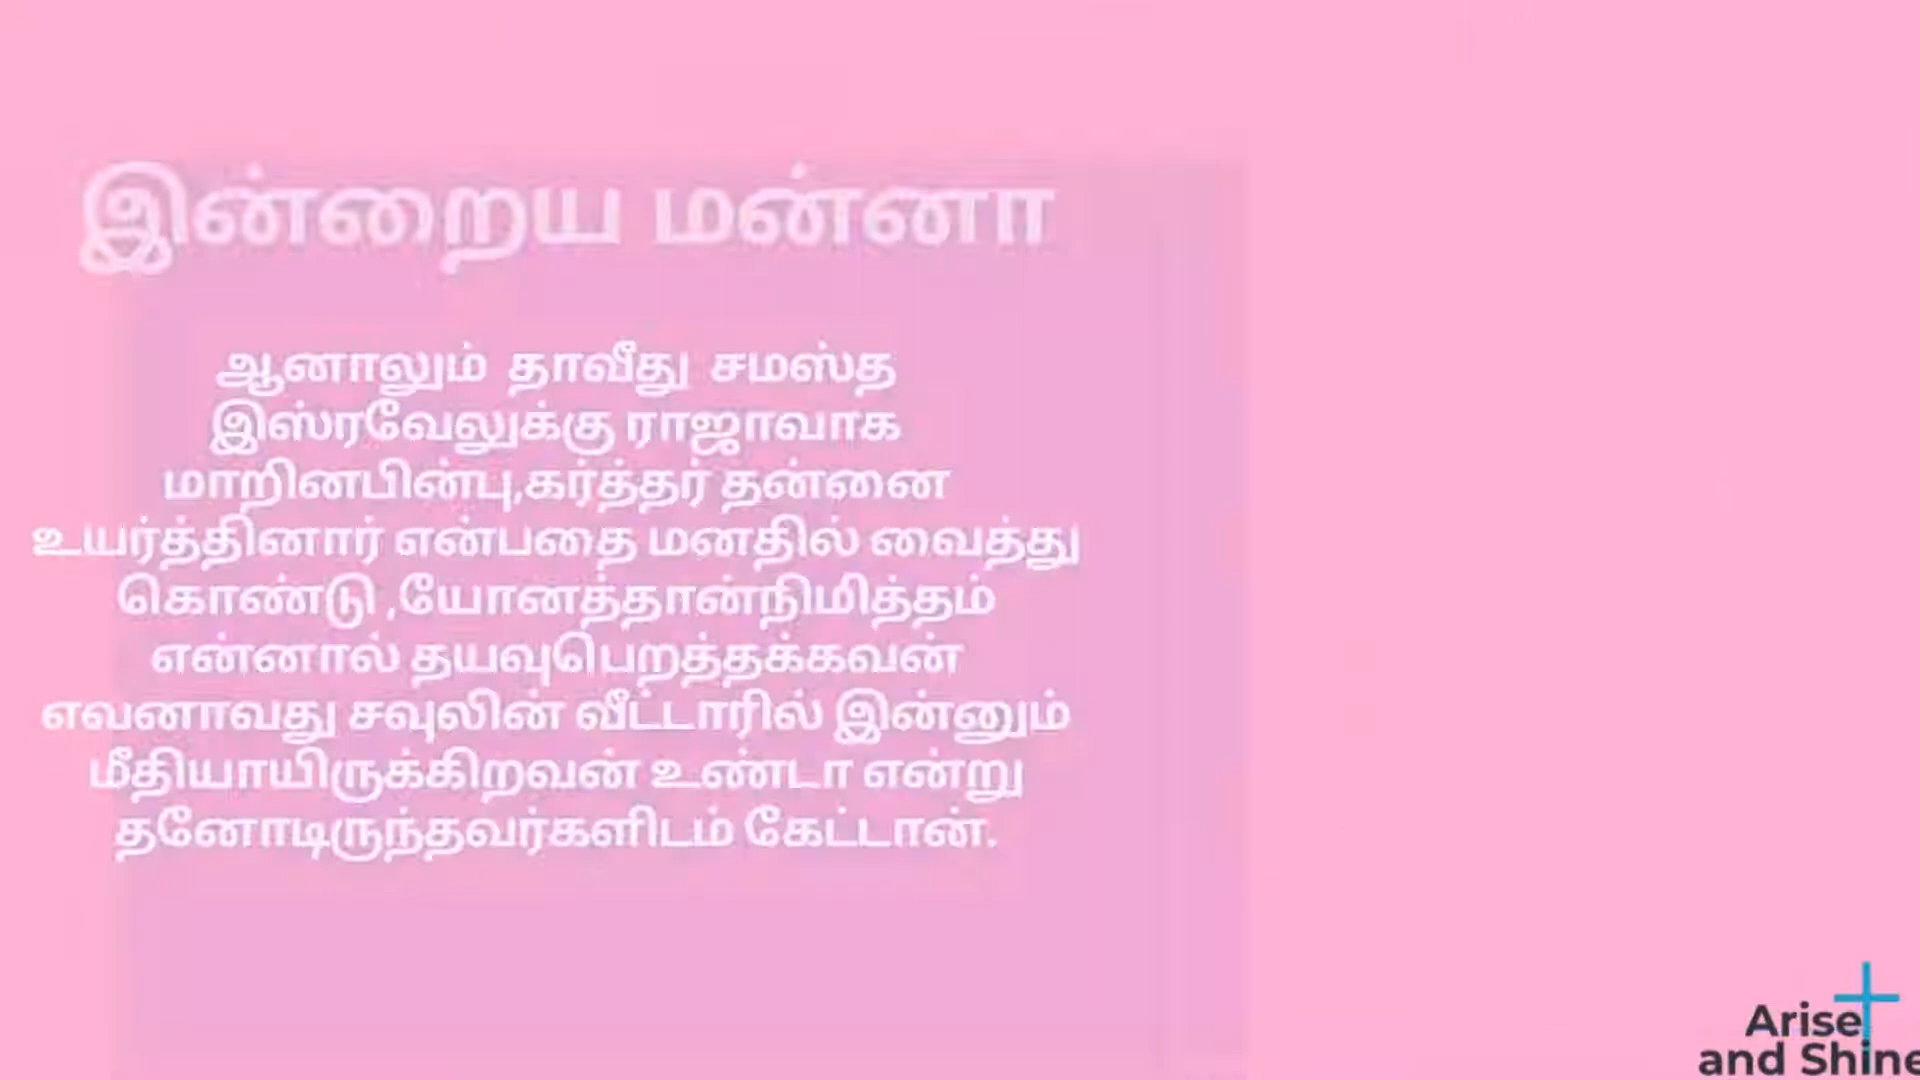 இன்றைய மன்னா
ஆனாலும் தாவீது சமஸ்த
இஸ்ரவேலுக்கு ராஜாவாக
மாறினபின்பு,கர்த்தர் தன்னை
உயர்த்தினார் என்பதை மனதில் வைத்து
கொண்டு ,யோனத்தான்நிமித்தம்
என்னால் தயவுபெறத்தக்கவன்
எவனாவது சவுலின் வீட்டாரில் இன்னும்
மீதியாயிருக்கிறவன் உண்டா என்று
தனோடிருந்தவர்களிடம் கேட்டான்.
Arise
and Shine